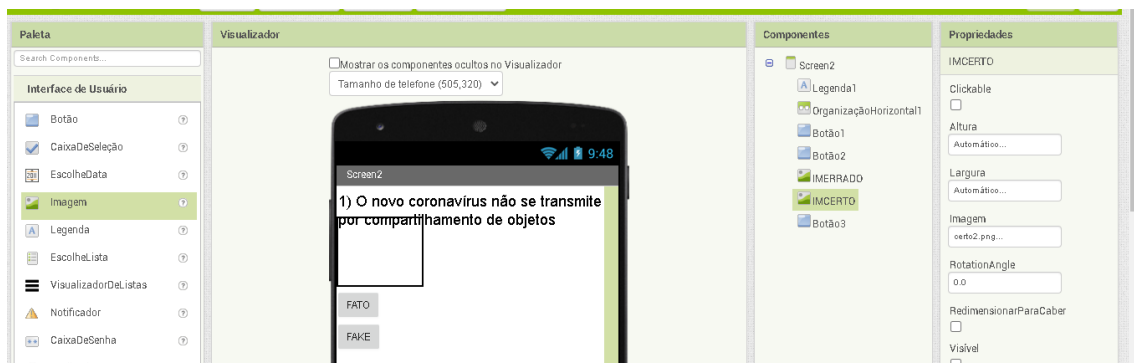 Paleta
Search Components...
Interface de Usuário
Botão
CaixaDeSeleção
EscolheData
Imagem
Legenda
EscolheLista
VisualizadorDeListas
Notificador
CaixaDeSenha
Visualizador
Mostrar os componentes ocultos no Visualizador
Tamanho de telefone (505,320)
9:48
Screen2
1) O novo coronavírus não se transmite
por compartilhamento de objetos
FATO
FAKE
Componentes
Screen2
Legenda1
OrganizaçãoHorizontal1
Botão1
Botão2
IMERRADO
IMCERTO
Botão3
Propriedades
IMCERTO
Clickable
Altura
Automático...
Largura
Automático...
Imagem
certo2.png...
RotationAngle
0.0
RedimensionarParaCaber
Visível